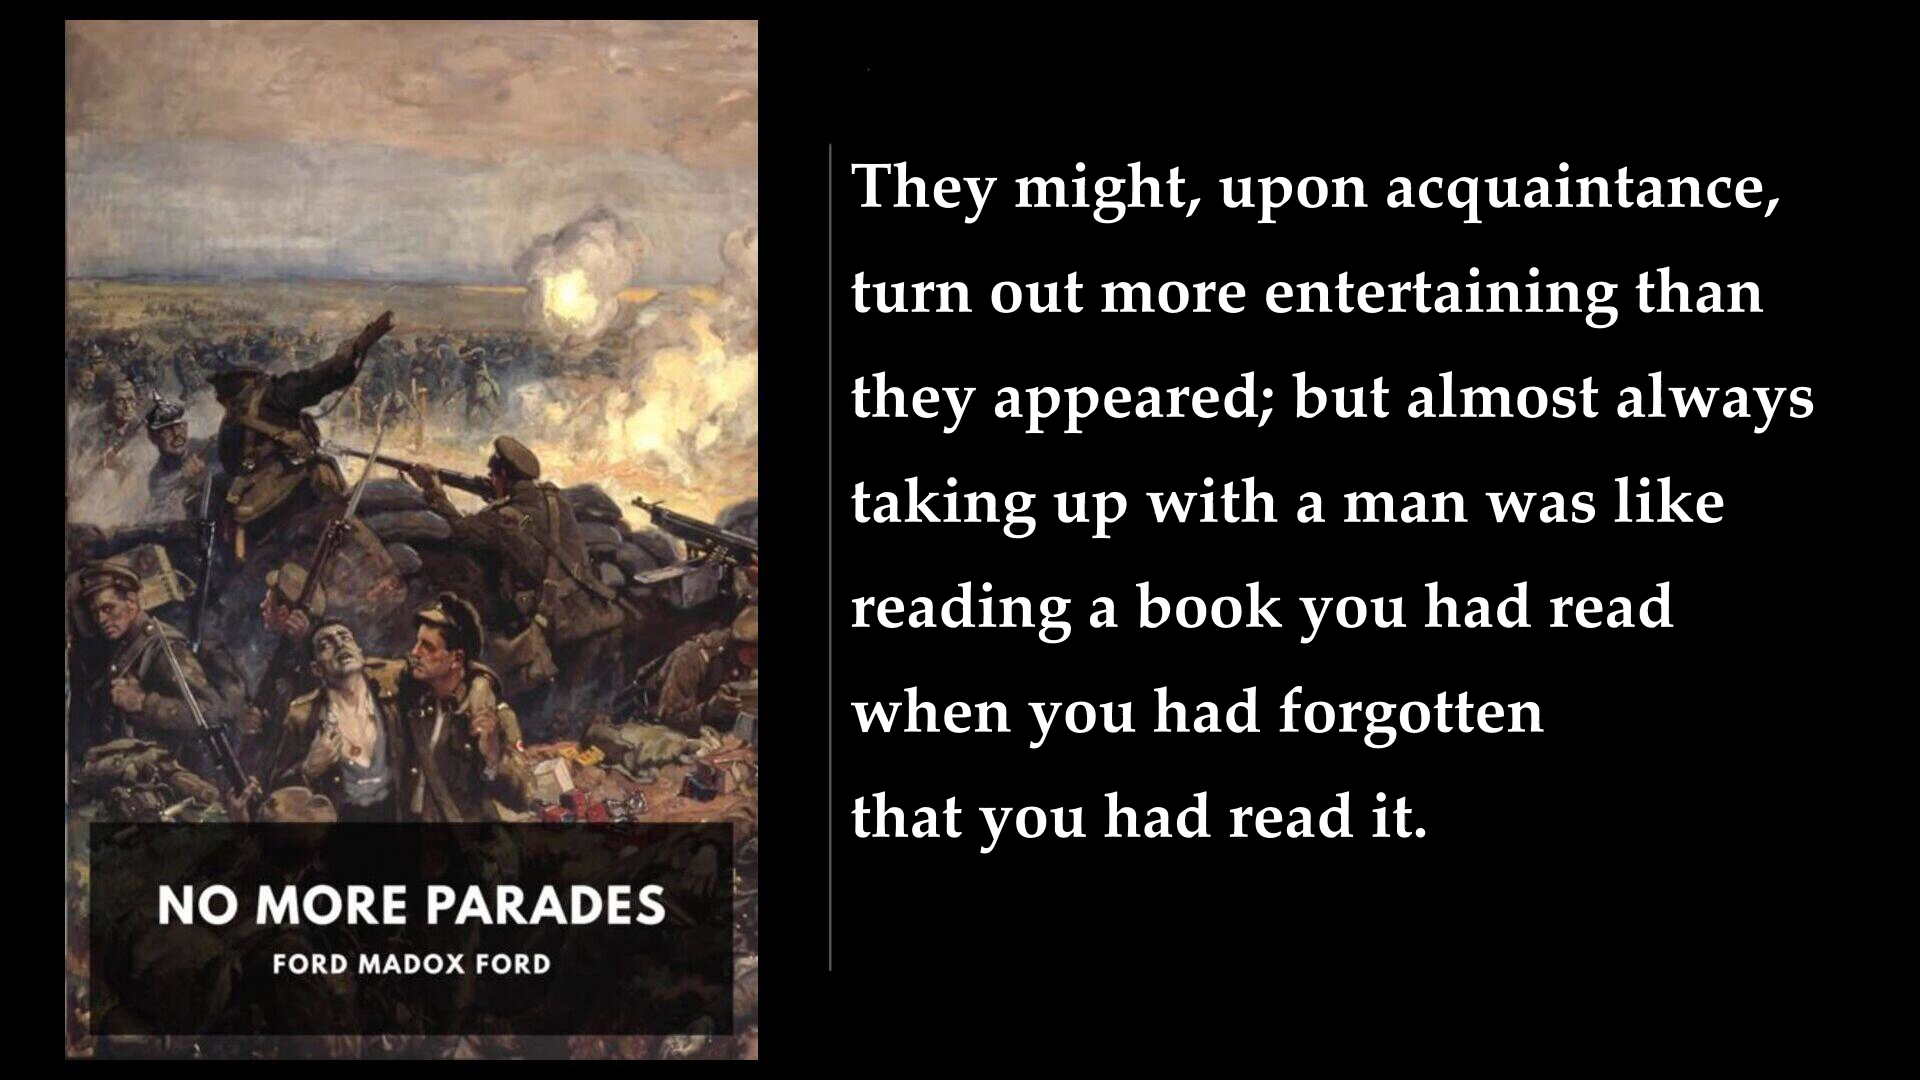 They might, upon acquaintance,
turn out more entertaining than
they appeared; but almost always
taking up with a man was like
reading a book you had read
when you had forgotten
that you had read it.
NO MORE PARADES
FORD MADOX FORD